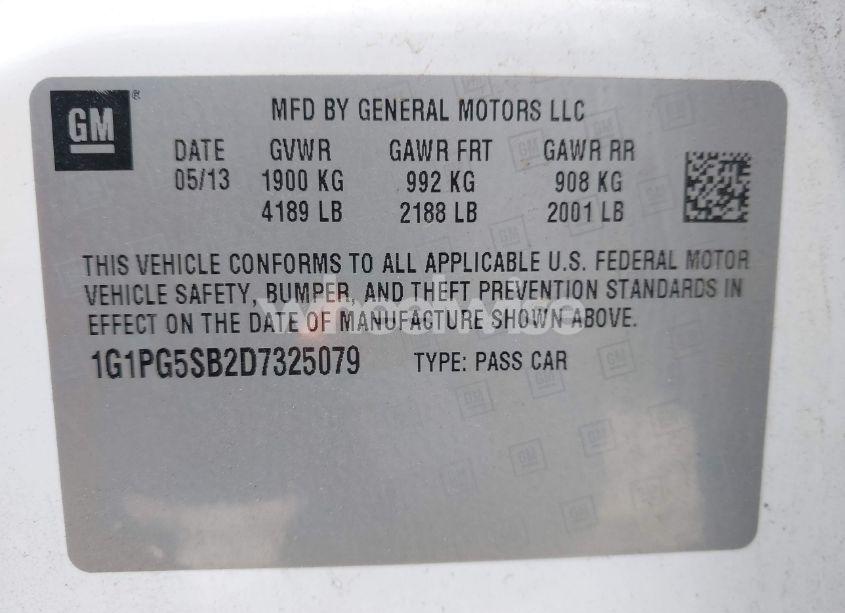 GM
MFD BY GENERAL MOTORS LLC
DATE GVWR GAWR FRT GAWR RR
05/13 1900 KG 992 KG 908 KG
4189 LB 2188 LB 2001 LB
THIS VEHICLE CONFORMS TO ALL APPLICABLE U.S. FEDERAL MOTOR
VEHICLE SAFETY, BUMPER, AND THEFT PREVENTION STANDARDS IN
EFFECT ON THE DATE OF MANUFACTURE SHOWN ABOVE.
1G1PG5SB2D7325079 TYPE: PASS CAR